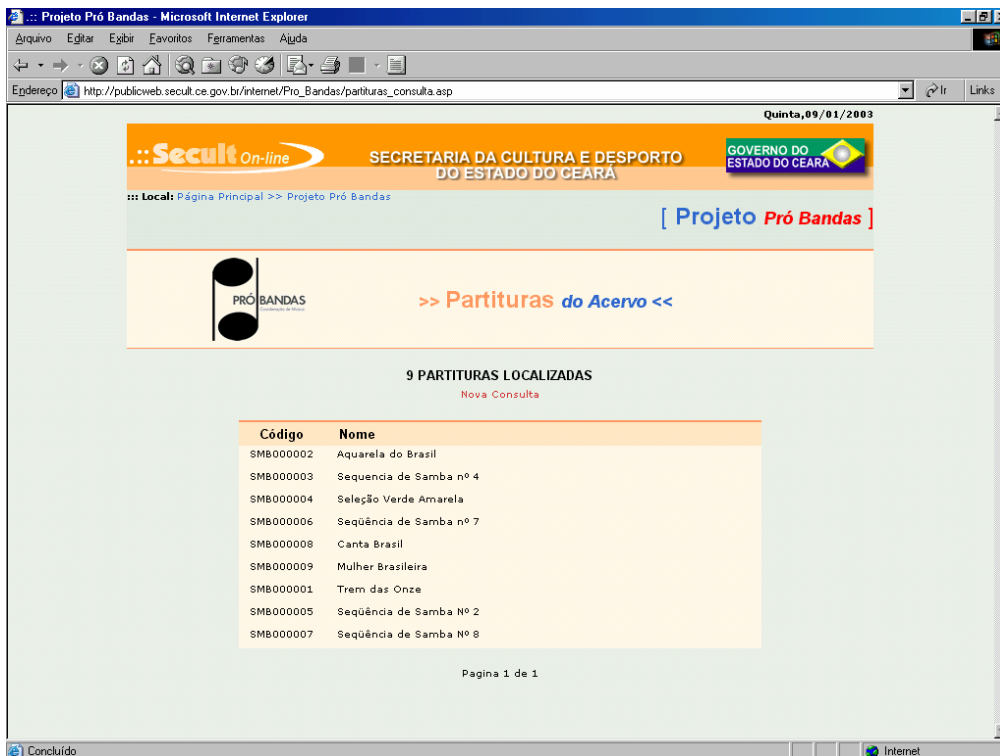 .:: Projeto Pró Bandas - Microsoft Internet Explorer
Arquivo Editar Exibir Favoritos Ferramentas Ajuda
Endereço http://publicweb.secult.ce.gov.br/internet/Pro_Bandas/partituras_consulta.asp Ir Links
Quinta,09/01/2003
.::Secult On-line
SECRETARIA DA CULTURA E DESPORTO
DO ESTADO DO CEARÁ
GOVERNO DO
ESTADO DO CEARÁ
::: Local: Página Principal >> Projeto Pró Bandas
[ Projeto Pró Bandas ]
PRÓ BANDAS
Coordenação de Música
>> Partituras do Acervo <<
9 PARTITURAS LOCALIZADAS
Nova Consulta
Código Nome
SMB000002 Aquarela do Brasil
SMB000003 Sequencia de Samba nº 4
SMB000004 Seleção Verde Amarela
SMB000006 Seqüência de Samba nº 7
SMB000008 Canta Brasil
SMB000009 Mulher Brasileira
SMB000001 Trem das Onze
SMB000005 Seqüência de Samba Nº 2
SMB000007 Seqüência de Samba Nº 8
Pagina 1 de 1
Concluído Internet